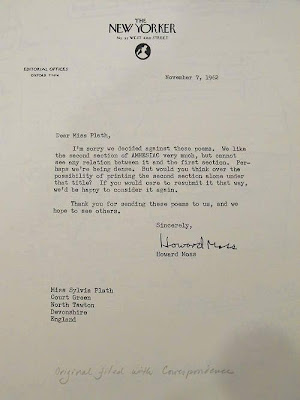 THE
NEW YORKER
No. 25 WEST 43RD STREET
EDITORIAL OFFICES
OXFORD 7-1414
November 7, 1962
Dear Miss Plath,
I'm sorry we decided against these poems. We like
the second section of AMNESIAC very much, but cannot
see any relation between it and the first section. Per-
haps we're being dense. But would you think over the
possibility of printing the second section alone under
that title? If you would care to resubmit it that way,
we'd be happy to consider it again.
Thank you for sending these poems to us, and we
hope to see others.
Sincerely,
Howard Moss
Howard Moss
Miss Sylvia Plath
Court Green
North Tawton
Devonshire
England
Original filed with Correspondence